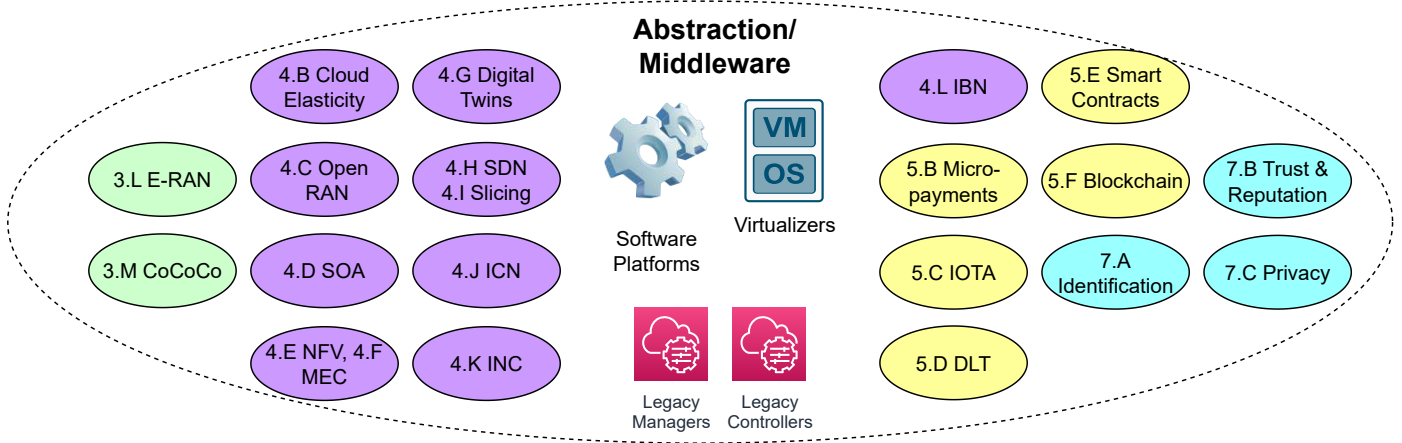 Abstraction/
Middleware
4.B Cloud
Elasticity
4.G Digital
Twins
4.L IBN
5.E Smart
Contracts
VM
OS
3.L E-RAN
4.C Open
RAN
4.H SDN
4.I Slicing
5.B Micro-
payments
5.F Blockchain
7.B Trust &
Reputation
Software
Platforms
Virtualizers
3.M CoCoCo
4.D SOA
4.J ICN
5.C IOTA
7.A
Identification
7.C Privacy
4.E NFV, 4.F
MEC
4.K INC
5.D DLT
Legacy
Managers
Legacy
Controllers